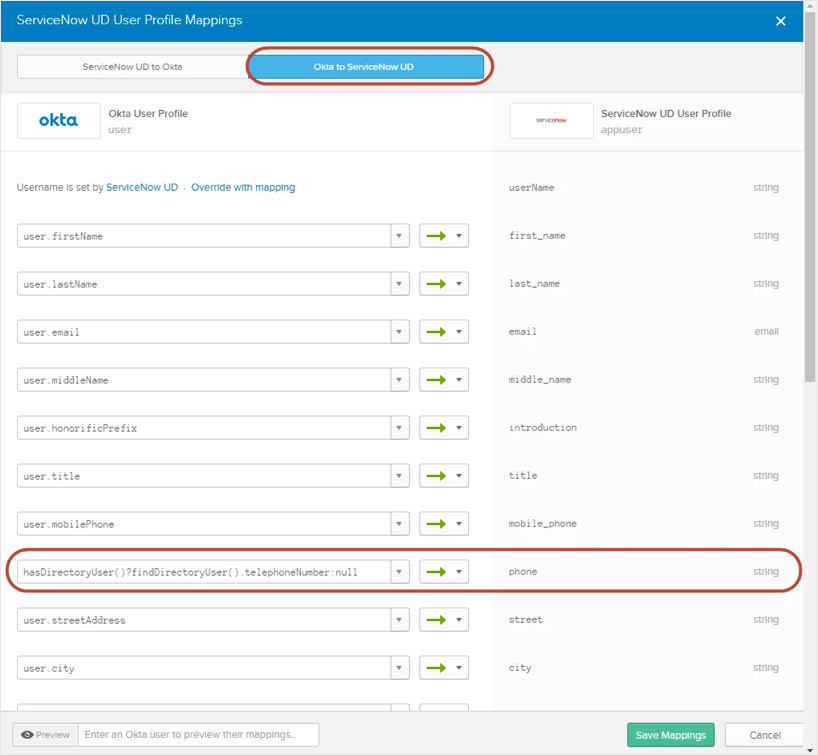 ServiceNow UD User Profile Mappings
ServiceNow UD to Okta
Okta to ServiceNow UD
okta
Okta User Profile
user
servicenow
ServiceNow UD User Profile
appuser
Username is set by ServiceNow UD · Override with mapping
userName string
user.firstName first_name string
user.lastName last_name string
user.email email email
user.middleName middle_name string
user.honorificPrefix introduction string
user.title title string
user.mobilePhone mobile_phone string
hasDirectoryUser()?findDirectoryUser().telephoneNumber:null phone string
user.streetAddress street string
user.city city string
Preview
Enter an Okta user to preview their mappings..
Save Mappings
Cancel